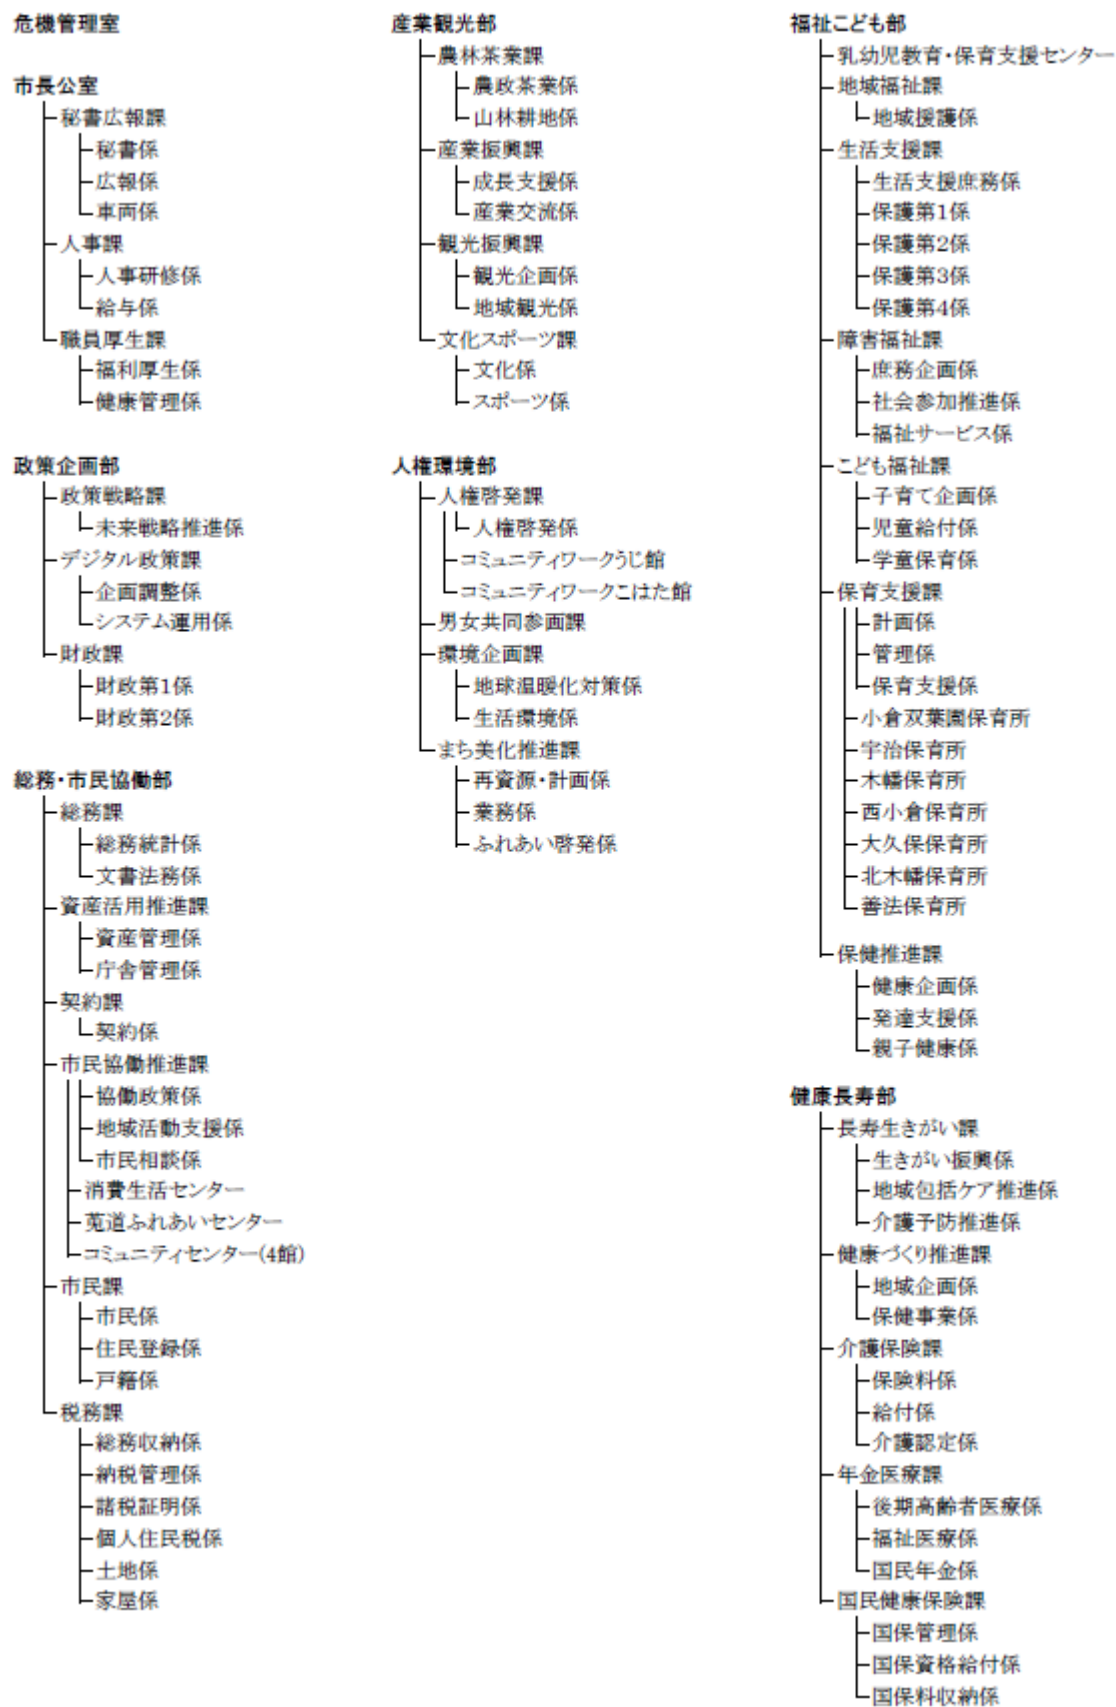 危機管理室
市長公室
秘書広報課
秘書係
広報係
車両係
人事課
人事研修係
給与係
職員厚生課
福利厚生係
健康管理係
政策企画部
政策戦略課
未来戦略推進係
デジタル政策課
企画調整係
システム運用係
財政課
財政第1係
財政第2係
総務・市民協働部
総務課
総務統計係
文書法務係
資産活用推進課
資産管理係
庁舎管理係
契約課
契約係
市民協働推進課
協働政策係
地域活動支援係
市民相談係
消費生活センター
菟道ふれあいセンター
コミュニティセンター(4館)
市民課
市民係
住民登録係
戸籍係
税務課
総務収納係
納税管理係
諸税証明係
個人住民税係
土地係
家屋係
産業観光部
農林茶業課
農政茶業係
山林耕地係
産業振興課
成長支援係
産業交流係
観光振興課
観光企画係
地域観光係
文化スポーツ課
文化係
スポーツ係
人権環境部
人権啓発課
人権啓発係
コミュニティワークうじ館
コミュニティワークこはた館
男女共同参画課
環境企画課
地球温暖化対策係
生活環境係
まち美化推進課
再資源・計画係
業務係
ふれあい啓発係
福祉こども部
乳幼児教育・保育支援センター
地域福祉課
地域援護係
生活支援課
生活支援庶務係
保護第1係
保護第2係
保護第3係
保護第4係
障害福祉課
庶務企画係
社会参加推進係
福祉サービス係
こども福祉課
子育て企画係
児童給付係
学童保育係
保育支援課
計画係
管理係
保育支援係
小倉双葉園保育所
宇治保育所
木幡保育所
西小倉保育所
大久保保育所
北木幡保育所
善法保育所
保健推進課
健康企画係
発達支援係
親子健康係
健康長寿部
長寿生きがい課
生きがい振興係
地域包括ケア推進係
介護予防推進係
健康づくり推進課
地域企画係
保健事業係
介護保険課
保険料係
給付係
介護認定係
年金医療課
後期高齢者医療係
福祉医療係
国民年金係
国民健康保険課
国保管理係
国保資格給付係
国保料収納係